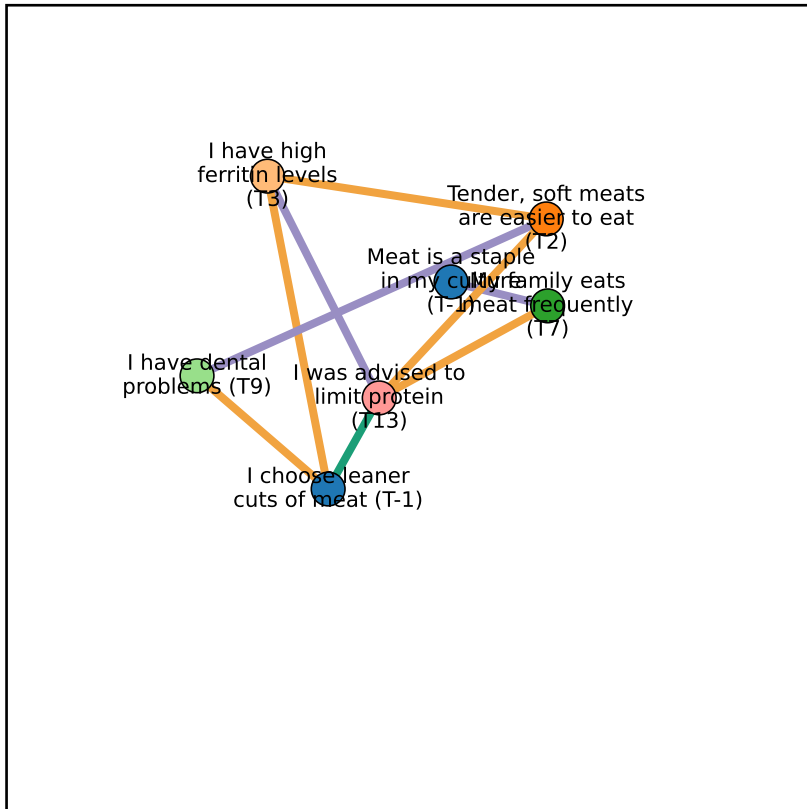 I have high
ferritin levels
(T3)
Tender, soft meats
are easier to eat
(T2)
Meat is a staple
in my culture
(T-1)
My family eats
meat frequently
(T7)
I have dental
problems (T9)
I was advised to
limit protein
(T13)
I choose leaner
cuts of meat (T-1)